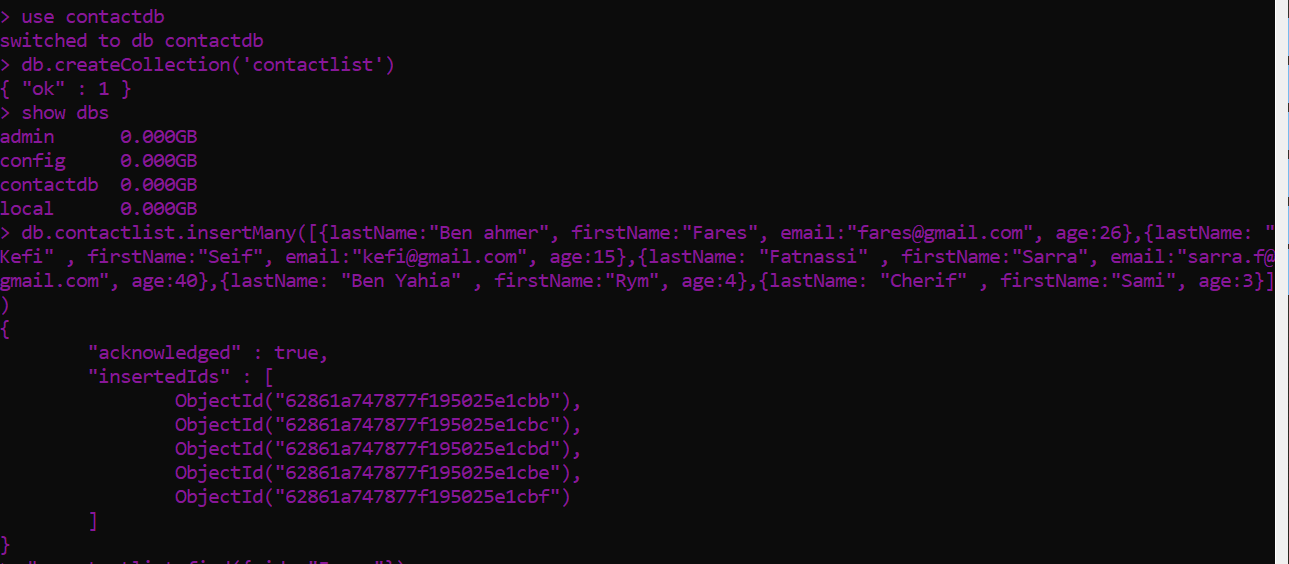 > use contactdb
switched to db contactdb
> db.createCollection('contactlist')
{ "ok" : 1 }
> show dbs
admin      0.000GB
config     0.000GB
contactdb  0.000GB
local      0.000GB
> db.contactlist.insertMany([{lastName:"Ben ahmer", firstName:"Fares", email:"fares@gmail.com", age:26},{lastName: "
Kefi" , firstName:"Seif", email:"kefi@gmail.com", age:15},{lastName: "Fatnassi" , firstName:"Sarra", email:"sarra.f@
gmail.com", age:40},{lastName: "Ben Yahia" , firstName:"Rym", age:4},{lastName: "Cherif" , firstName:"Sami", age:3}]
)
{
        "acknowledged" : true,
        "insertedIds" : [
                ObjectId("62861a747877f195025e1cbb"),
                ObjectId("62861a747877f195025e1cbc"),
                ObjectId("62861a747877f195025e1cbd"),
                ObjectId("62861a747877f195025e1cbe"),
                ObjectId("62861a747877f195025e1cbf")
        ]
}